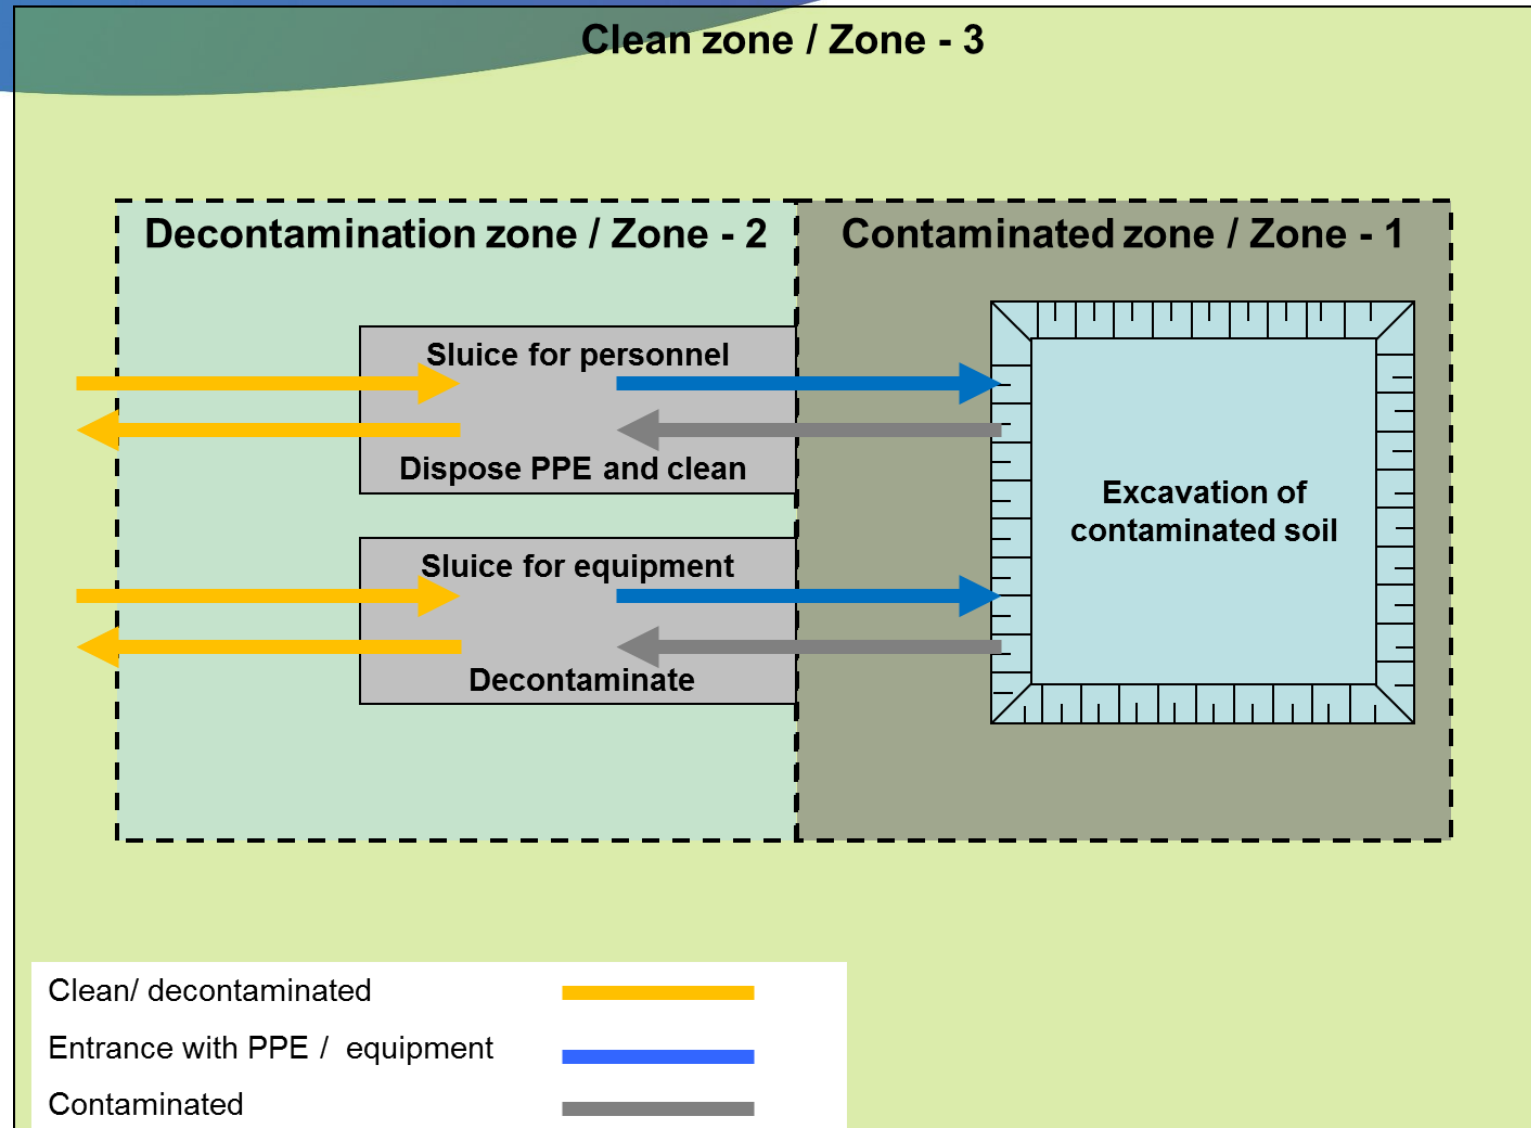 Clean zone / Zone - 3
Decontamination zone / Zone - 2
Contaminated zone / Zone - 1
Sluice for personnel
Dispose PPE and clean
Sluice for equipment
Decontaminate
Excavation of
contaminated soil
Clean/ decontaminated
Entrance with PPE /  equipment
Contaminated